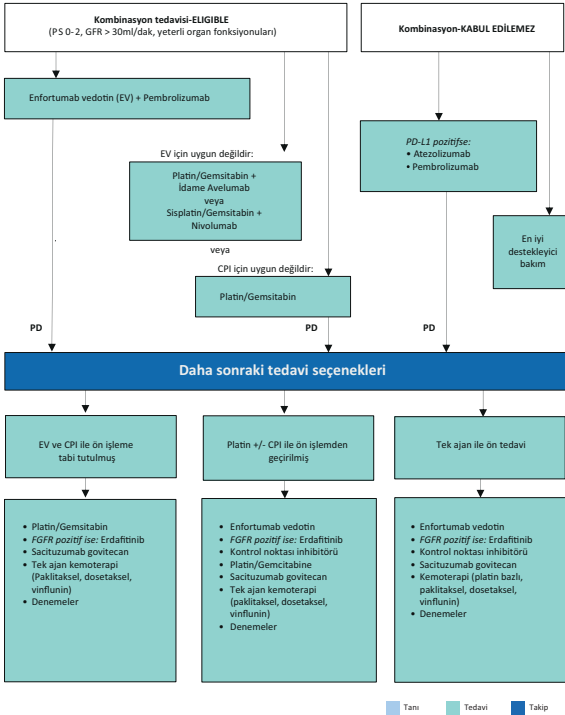 Kombinasyon tedavisi-ELIGIBLE
(PS 0-2, GFR > 30ml/dak, yeterli organ fonksiyonuları)
Kombinasyon-KABUL EDİLEMEZ
Enfortumab vedotin (EV) + Pembrolizumab
EV için uygun değildir:
Platin/Gemsitabin +
İdame Avelumab
veya
Sisplatin/Gemsitabin +
Nivolumab
veya
CPI için uygun değildir:
Platin/Gemsitabin
PD-L1 pozitifse:
• Atezolizumab
• Pembrolizumab
En iyi
destekleyici
bakım
PD
PD
PD
Daha sonraki tedavi seçenekleri
EV ve CPI ile ön işleme
tabi tutulmuş
Platin +/- CPI ile ön işlemden
geçirilmiş
Tek ajan ile ön tedavi
• Platin/Gemsitabin
• FGFR pozitif ise: Erdafitinib
• Sacituzumab govitecan
• Tek ajan kemoterapi
(Paklitaksel, dosetaksel,
vinflunin)
• Denemeler
• Enfortumab vedotin
• FGFR pozitif ise: Erdafitinib
• Kontrol noktası inhibitörü
• Platin/Gemcitabine
• Sacituzumab govitecan
• Tek ajan kemoterapi
(paklitaksel, dosetaksel,
vinflunin)
• Denemeler
• Enfortumab vedotin
• FGFR pozitif ise: Erdafitinib
• Kontrol noktası inhibitörü
• Sacituzumab govitecan
• Kemoterapi (platin bazlı,
paklitaksel, dosetaksel,
vinflunin)
• Denemeler
Tanı
Tedavi
Takip